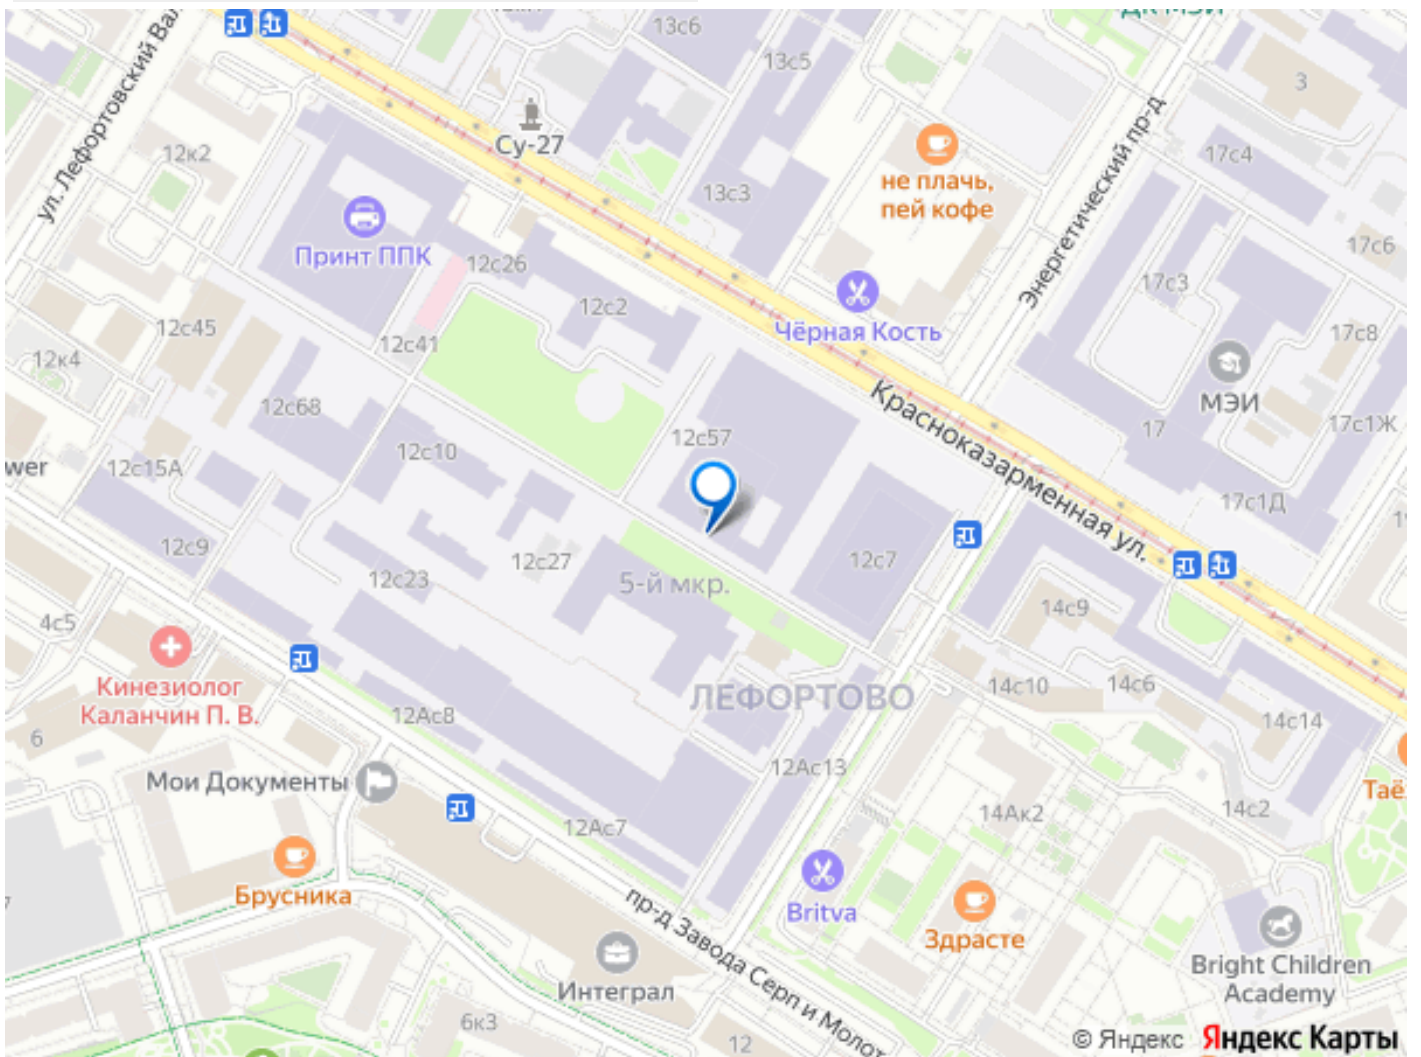 ДК МЭИ
13с6
13с5
3
ул. Лефортовский Вал
Су-27
12к2
не плачь,
пей кофе
Энергетический пр-д
17с4
13с3
Принт ППК
12с26
17с6
17с3
12с2
Чёрная Кость
12с45
12с41
17с8
12к4
МЭИ
12с68
Красноказарменная ул.
17
17с1Ж
12с57
12с10
wer
12с15А
17с1Д
12с9
12с27
12с7
12с23
5-й мкр.
14с9
4с5
Кинезиолог
Каланчин П. В.
ЛЕФОРТОВО
14с10
14с6
12Ас8
14с14
6
12Ас13
Мои Документы
Таё
14Ак2
14с2
12Ас7
Брусника
Britva
Здрасте
пр-д Завода Серп и Молот
Bright Children
Academy
Интеграл
6к3
12
© Яндекс Яндекс Карты